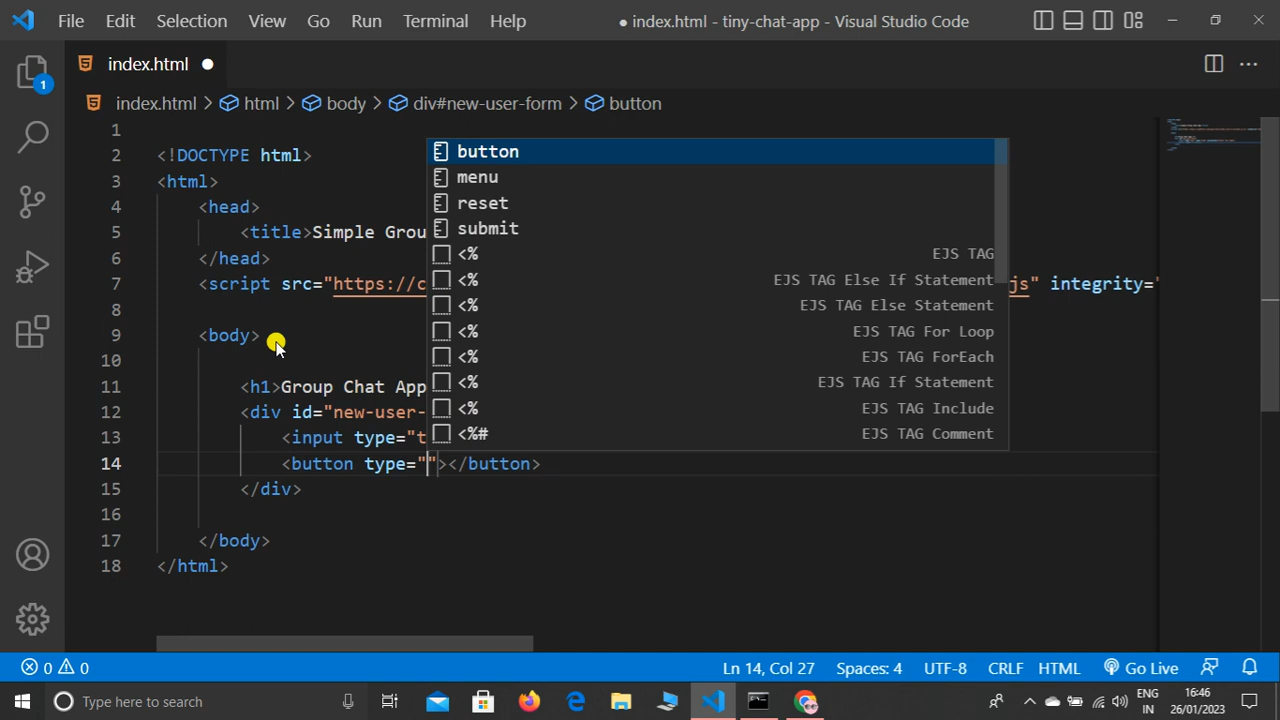 File Edit Selection View Go Run Terminal Help ● index.html - tiny-chat-app - Visual Studio Code
index.html ●
1
index.html > html > body > div#new-user-form > button
1
2 <!DOCTYPE html>
3 <html>
4 <head>
5 <title>Simple Grou
6 </head>
7 <script src="https://c js" integrity="
8
9 <body>
10
11 <h1>Group Chat App
12 <div id="new-user-
13 <input type="t
14 <button type=""></button>
15 </div>
16
17 </body>
18 </html>
button
menu
reset
submit
<% EJS TAG
<% EJS TAG Else If Statement
<% EJS TAG Else Statement
<% EJS TAG For Loop
<% EJS TAG ForEach
<% EJS TAG If Statement
<% EJS TAG Include
<%# EJS TAG Comment
0 0 Ln 14, Col 27 Spaces: 4 UTF-8 CRLF HTML Go Live
Type here to search
ENG
IN
16:46
26/01/2023